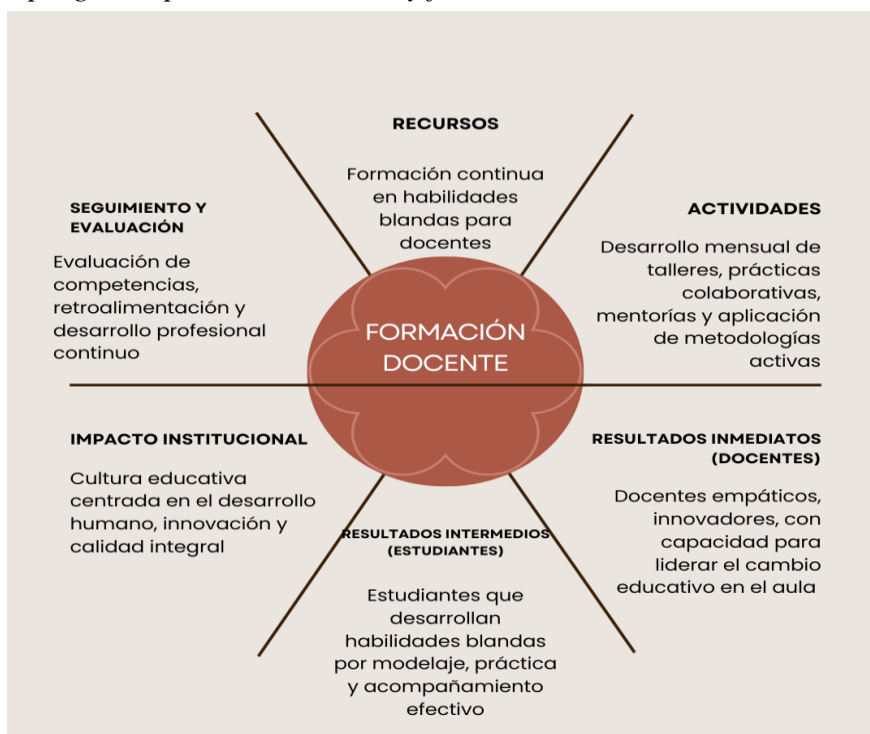 RECURSOS
Formación continua
en habilidades
blandas para
docentes
ACTIVIDADES
Desarrollo mensual de
talleres, prácticas
colaborativas,
mentorías y aplicación
de metodologías
activas
SEGUIMIENTO Y
EVALUACIÓN
Evaluación de
competencias,
retroalimentación y
desarrollo profesional
continuo
FORMACIÓN
DOCENTE
IMPACTO INSTITUCIONAL
Cultura educativa
centrada en el desarrollo
humano, innovación y
calidad integral
RESULTADOS INMEDIATOS
(DOCENTES)
Docentes empáticos,
innovadores, con
capacidad para
liderar el cambio
educativo en el aula
RESULTADOS INTERMEDIOS
(ESTUDIANTES)
Estudiantes que
desarrollan
habilidades blandas
por modelaje, práctica
y acompañamiento
efectivo